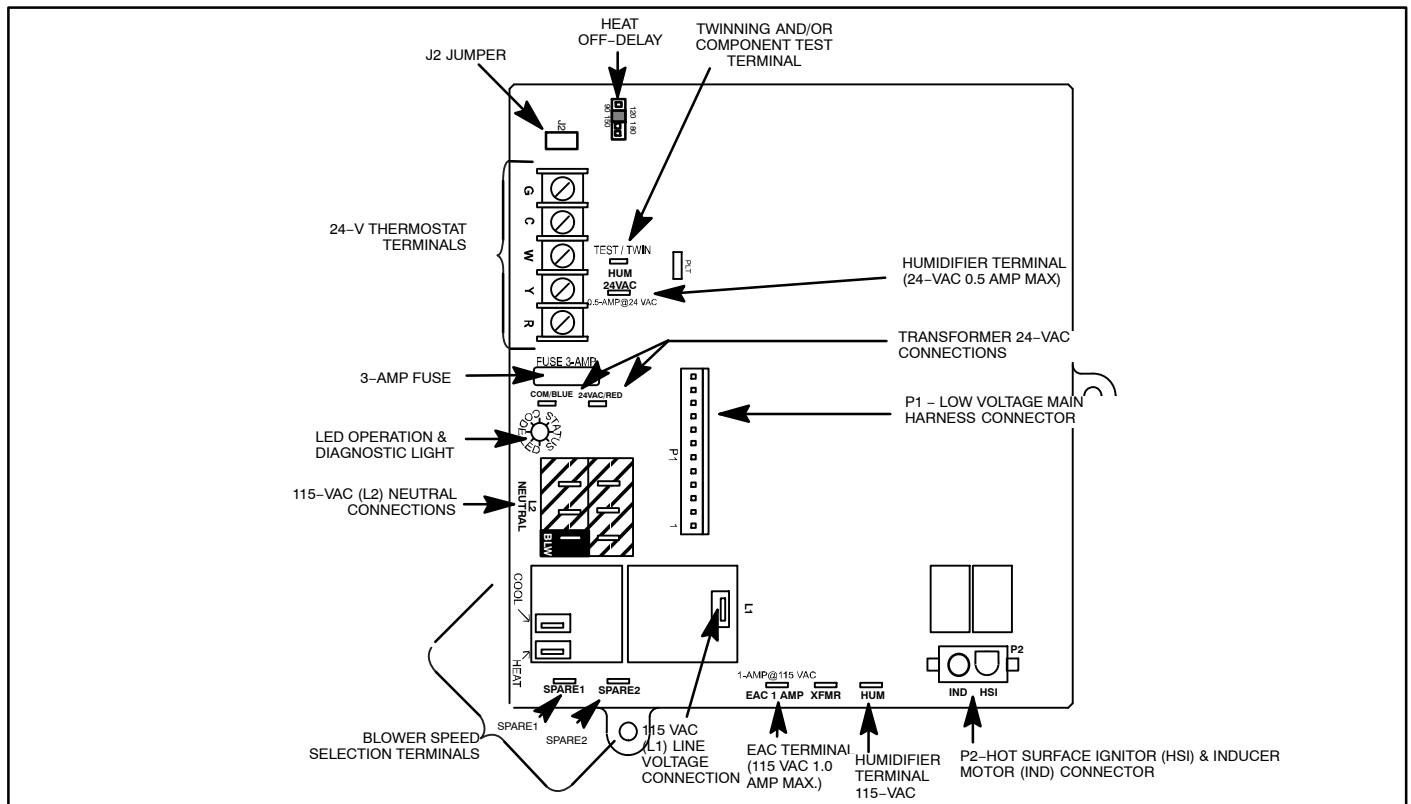 HEAT
OFF−DELAY
TWINNING AND/OR
COMPONENT TEST
TERMINAL
J2 JUMPER
90 150
120 180
J2
G
C
W
Y
R
24−V THERMOSTAT
TERMINALS
TEST / TWIN
HUM
24VAC
0.5-AMP@24 VAC
PLT
HUMIDIFIER TERMINAL
(24−VAC 0.5 AMP MAX)
TRANSFORMER 24−VAC
CONNECTIONS
FUSE 3-AMP
3−AMP FUSE
COM/BLUE
24VAC/RED
P1 − LOW VOLTAGE MAIN
HARNESS CONNECTOR
STATUS
CODE
LED
LED OPERATION &
DIAGNOSTIC LIGHT
P1
1
115−VAC (L2) NEUTRAL
CONNECTIONS
L2
NEUTRAL
BLW
COOL
HEAT
L1
P2
1-AMP@115 VAC
SPARE1
SPARE2
EAC 1 AMP
XFMR
HUM
IND
HSI
SPARE1
SPARE2
BLOWER SPEED
SELECTION TERMINALS
115 VAC
(L1) LINE
VOLTAGE
CONNECTION
EAC TERMINAL
(115 VAC 1.0
AMP MAX.)
HUMIDIFIER
TERMINAL
115−VAC
P2−HOT SURFACE IGNITOR (HSI) & INDUCER
MOTOR (IND) CONNECTOR